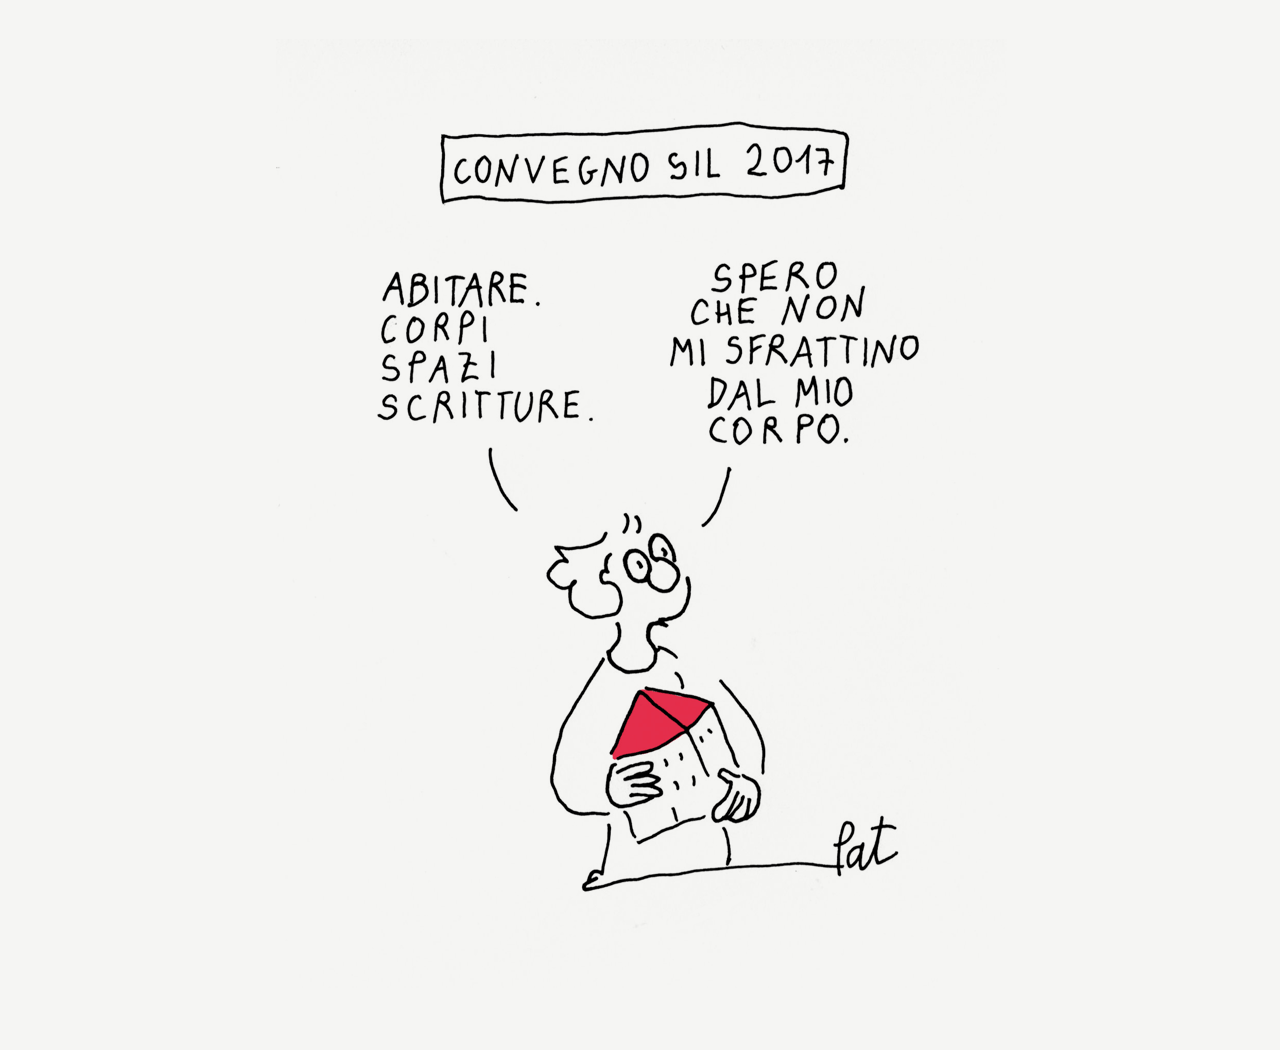 CONVEGNO SIL 2017
ABITARE.
CORPI
SPAZI
SCRITTURE.
SPERO
CHE NON
MI SFRATTINO
DAL MIO
CORPO.
Pat